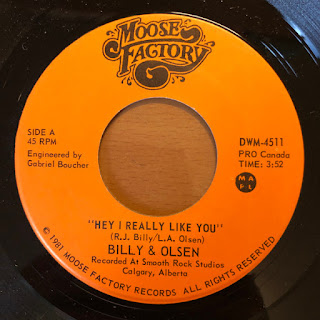 MOOSE
FACTORY
SIDE A
45 RPM
Engineered by
Gabriel Boucher
DWM-4511
PRO Canada
TIME: 3:52
M A
P L
"HEY I REALLY LIKE YOU"
(R.J. Billy/L.A. Olsen)
BILLY & OLSEN
Recorded At Smooth Rock Studios
Calgary, Alberta
© 1981 MOOSE FACTORY RECORDS ALL RIGHTS RESERVED